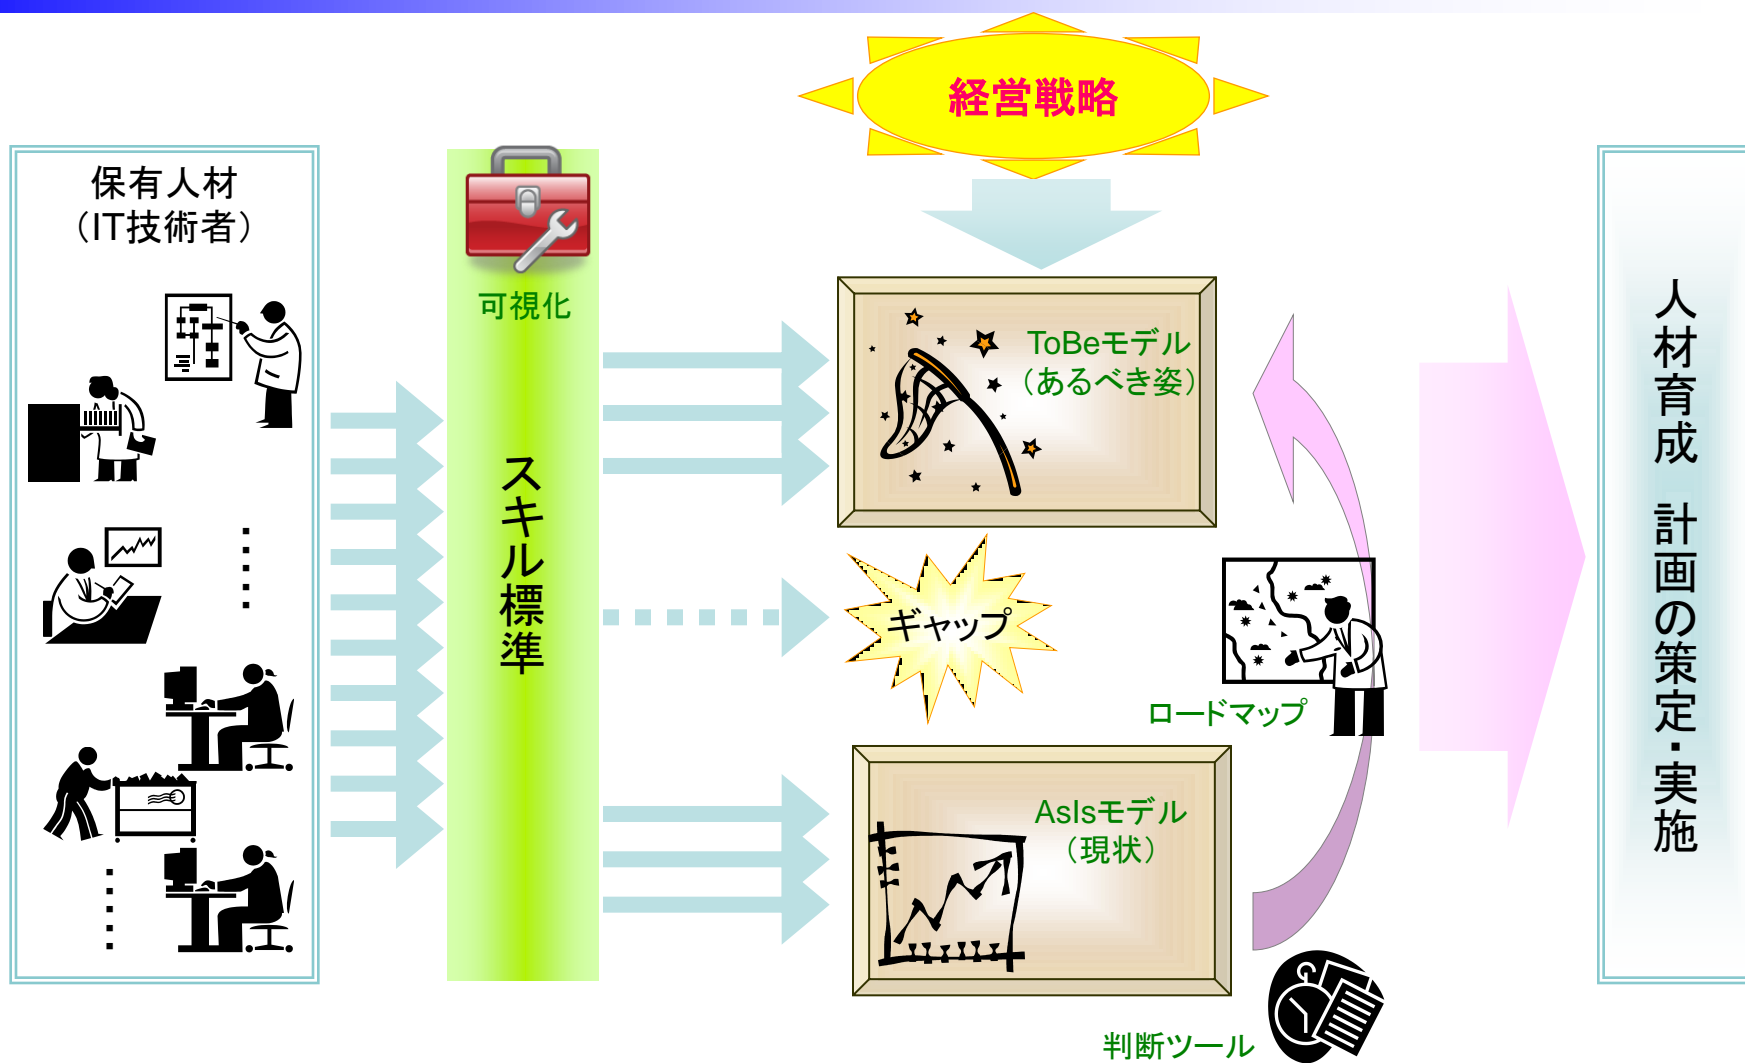 経営戦略
保有人材
（IT技術者）
可視化
スキル標準
ToBeモデル
（あるべき姿）
ギャップ
ロードマップ
AsIsモデル
（現状）
判断ツール
人材育成　計画の策定・実施